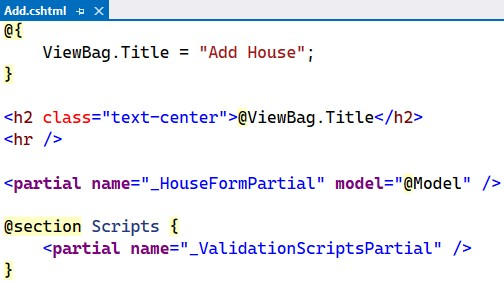 Add.cshtml
@{
    ViewBag.Title = "Add House";
}

<h2 class="text-center">@ViewBag.Title</h2>
<hr />

<partial name="_HouseFormPartial" model="@Model" />

@section Scripts {
    <partial name="_ValidationScriptsPartial" />
}